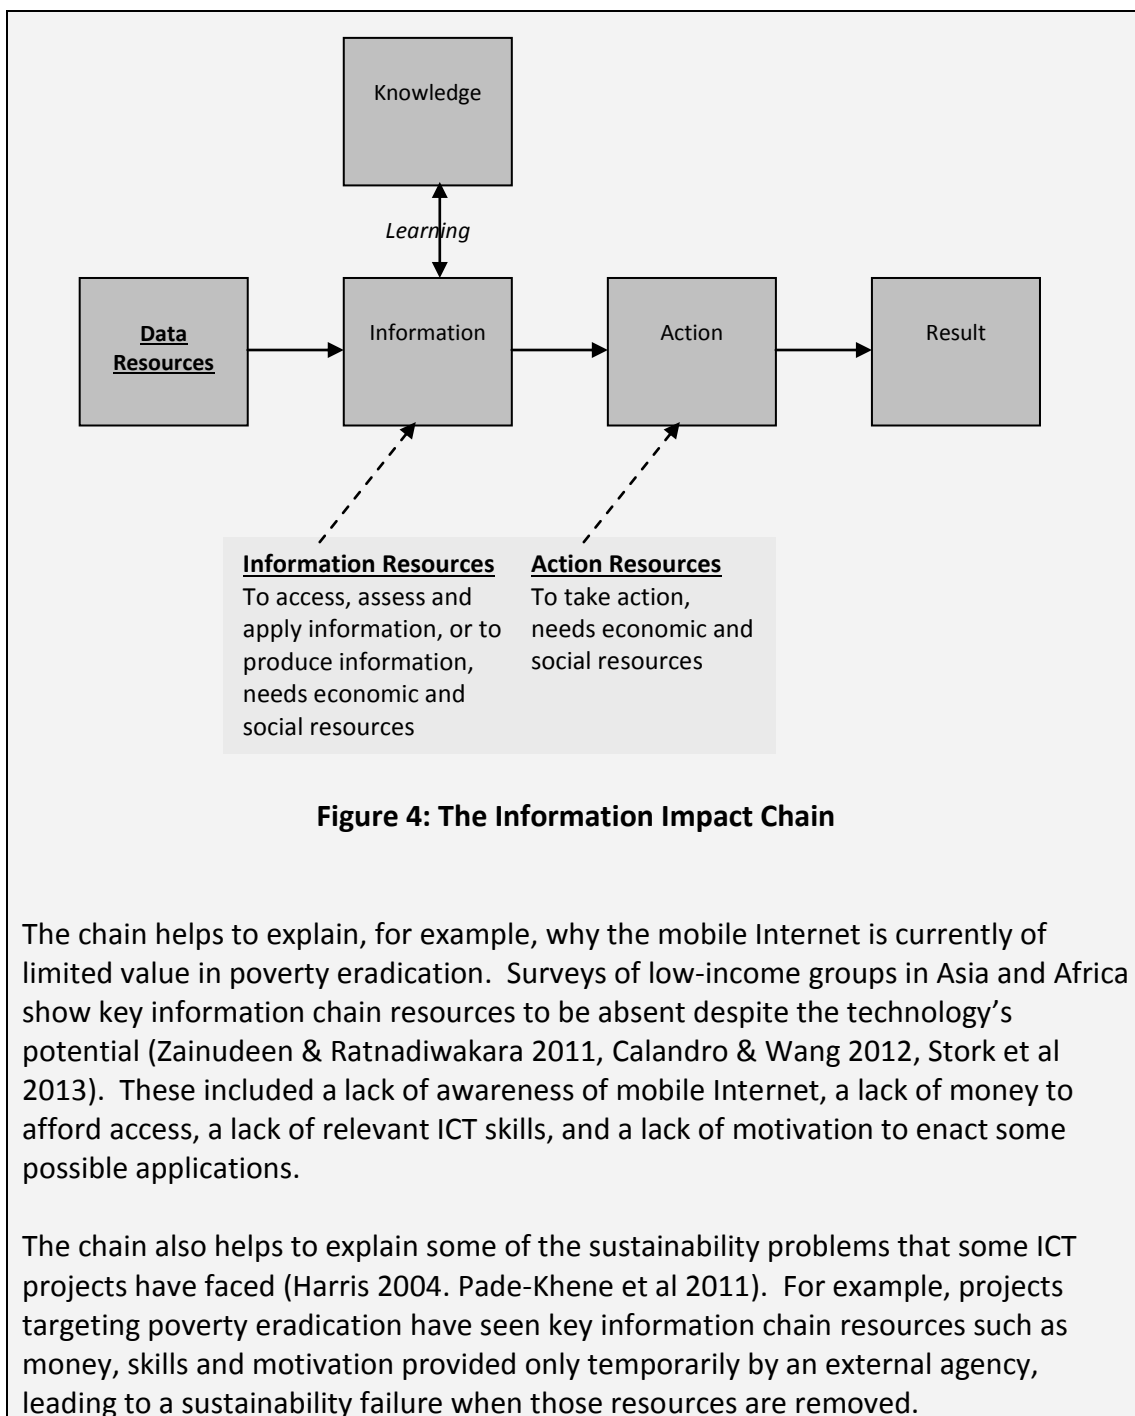 Knowledge
Learning
Data
Resources
Information
Action
Result
Information Resources
To access, assess and
apply information, or to
produce information,
needs economic and
social resources
Action Resources
To take action,
needs economic and
social resources
Figure 4: The Information Impact Chain
The chain helps to explain, for example, why the mobile Internet is currently of
limited value in poverty eradication.  Surveys of low-income groups in Asia and Africa
show key information chain resources to be absent despite the technology’s
potential (Zainudeen & Ratnadiwakara 2011, Calandro & Wang 2012, Stork et al
2013).  These included a lack of awareness of mobile Internet, a lack of money to
afford access, a lack of relevant ICT skills, and a lack of motivation to enact some
possible applications.
The chain also helps to explain some of the sustainability problems that some ICT
projects have faced (Harris 2004. Pade-Khene et al 2011).  For example, projects
targeting poverty eradication have seen key information chain resources such as
money, skills and motivation provided only temporarily by an external agency,
leading to a sustainability failure when those resources are removed.